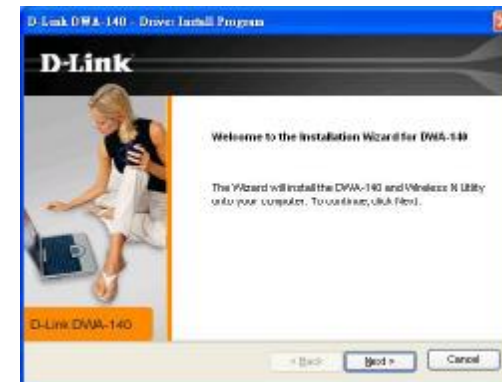 D-Link DWA-140 - Driver Install Program
D-Link
Welcome to the Installation Wizard for DWA-140
The Wizard will install the DWA-140 and Wireless N Utility
onto your computer. To continue, click Next.
D-Link DWA-140
< Back
Next >
Cancel